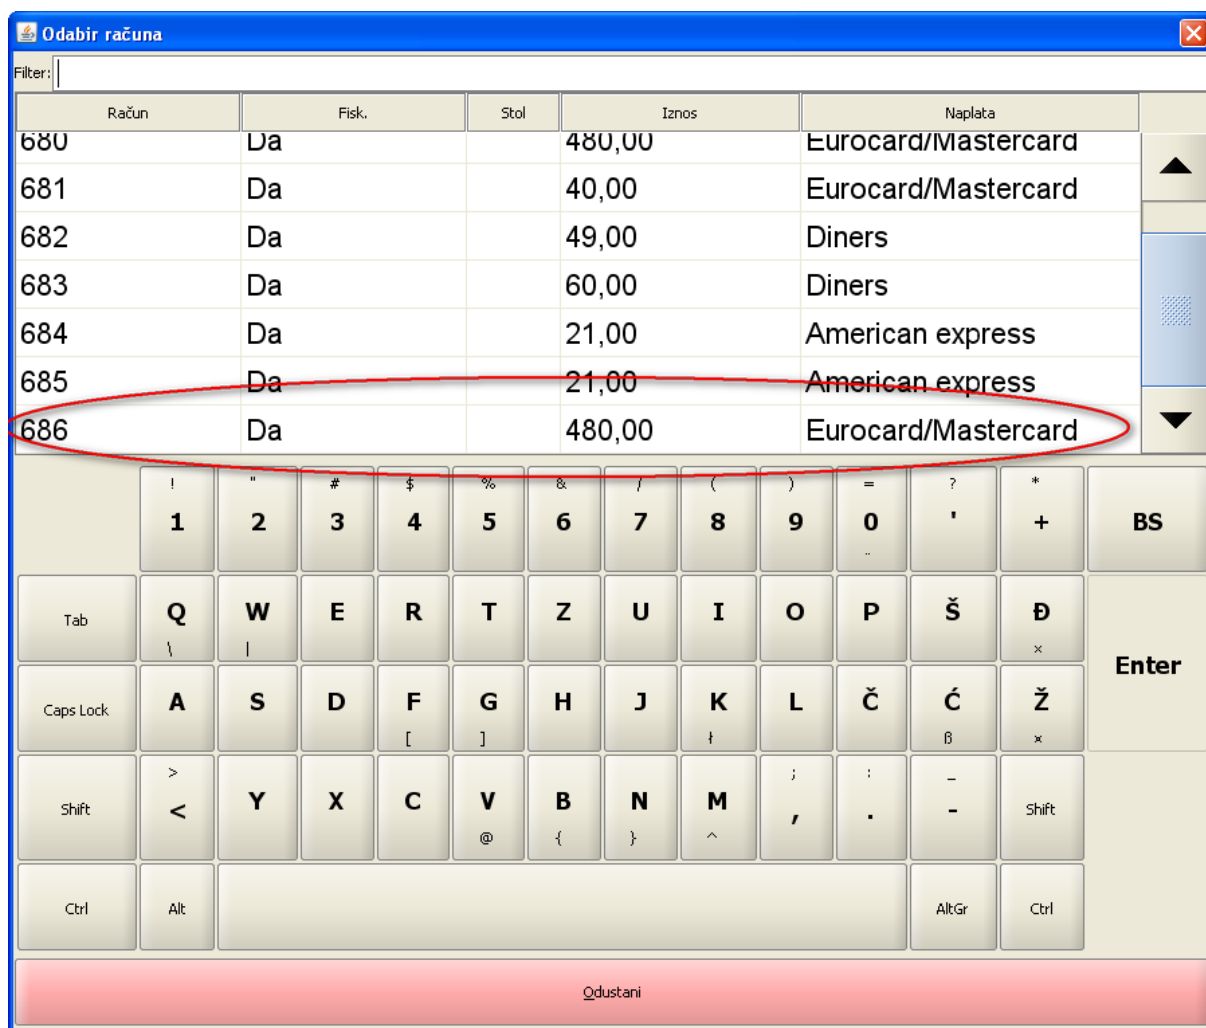 Odabir računa
Filter:
Račun Fisk. Stol Iznos Naplata
680 Da 480,00 Eurocard/Mastercard
681 Da 40,00 Eurocard/Mastercard
682 Da 49,00 Diners
683 Da 60,00 Diners
684 Da 21,00 American express
685 Da 21,00 American express
686 Da 480,00 Eurocard/Mastercard
! " # $ % & / ( ) = ? *
1 2 3 4 5 6 7 8 9 0 ' + BS
¨
Tab Q W E R T Z U I O P Š Đ
\ | ×
Enter
Caps Lock A S D F G H J K L Č Ć Ž
[ ] ł ß ¤
> ; : _
Shift < Y X C V B N M , . - Shift
@ { } ^
Ctrl Alt AltGr Ctrl
Odustani